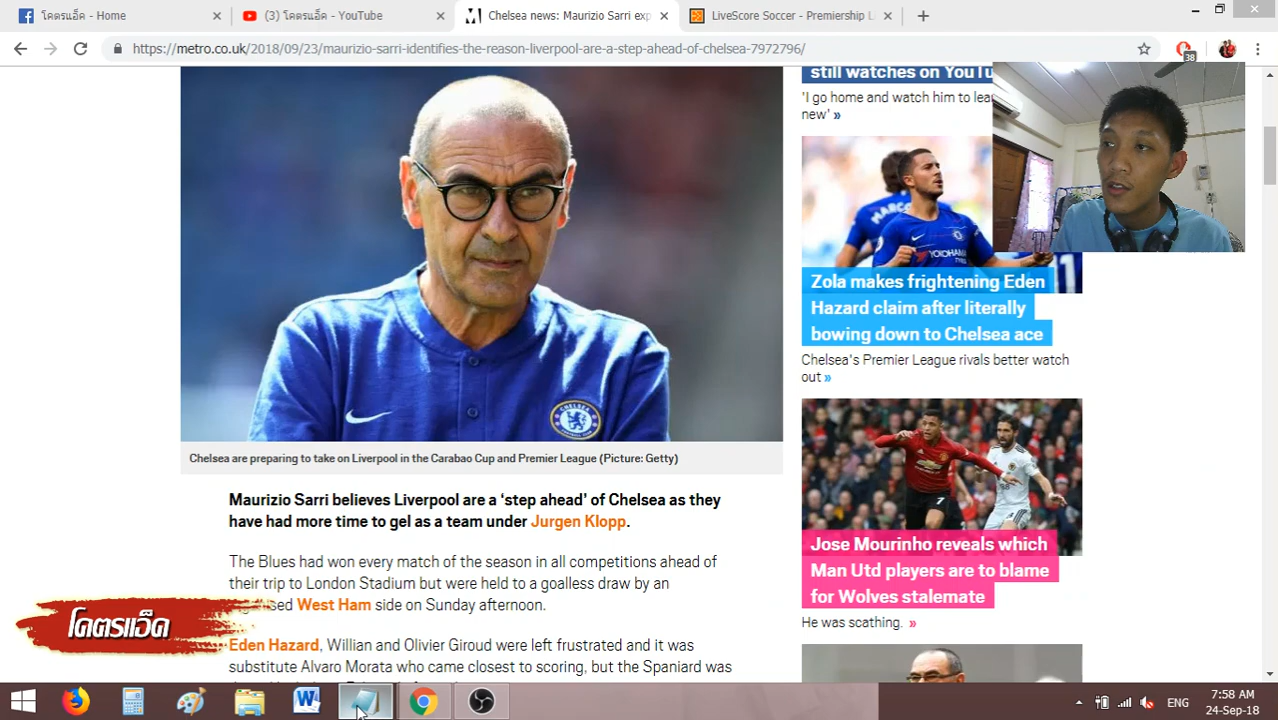 โคตรแอ็ค - Home
(3) โคตรแอ็ค - YouTube
Chelsea news: Maurizio Sarri exp
LiveScore Soccer - Premiership L
https://metro.co.uk/2018/09/23/maurizio-sarri-identifies-the-reason-liverpool-are-a-step-ahead-of-chelsea-7972796/
38
still watches on YouTu
'I go home and watch him to lea
new' »
Zola makes frightening Eden
Hazard claim after literally
bowing down to Chelsea ace
Chelsea's Premier League rivals better watch
out »
Chelsea are preparing to take on Liverpool in the Carabao Cup and Premier League (Picture: Getty)
Maurizio Sarri believes Liverpool are a ‘step ahead’ of Chelsea as they
have had more time to gel as a team under Jurgen Klopp.
The Blues had won every match of the season in all competitions ahead of
their trip to London Stadium but were held to a goalless draw by an
West Ham side on Sunday afternoon.
Eden Hazard, Willian and Olivier Giroud were left frustrated and it was
substitute Alvaro Morata who came closest to scoring, but the Spaniard was
Jose Mourinho reveals which
Man Utd players are to blame
for Wolves stalemate
He was scathing. »
โคตรแอ็ค
ENG
7:58 AM
24-Sep-18